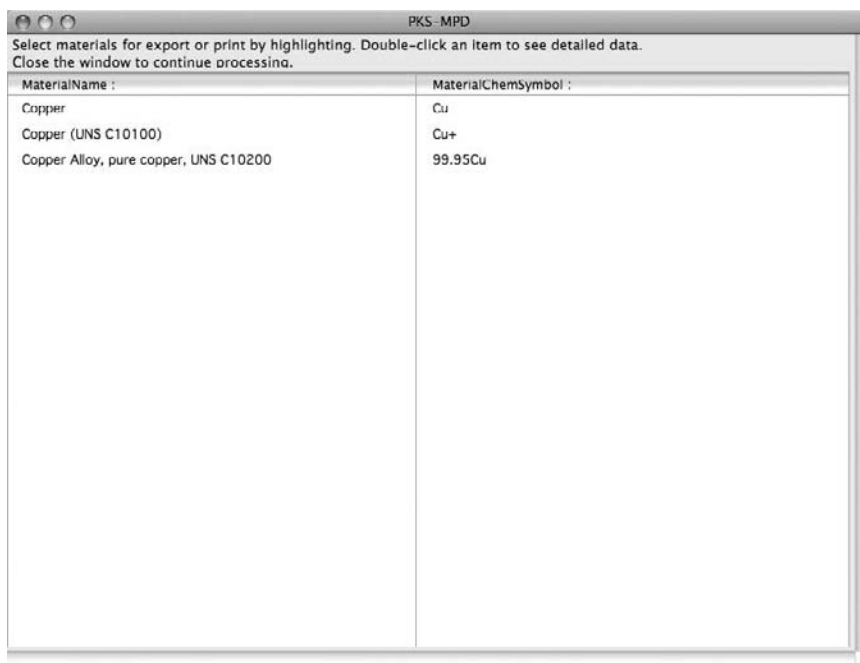 PKS-MPD
Select materials for export or print by highlighting. Double-click an item to see detailed data.
Close the window to continue processing.
MaterialName : MaterialChemSymbol :
Copper Cu
Copper (UNS C10100) Cu+
Copper Alloy, pure copper, UNS C10200 99.95Cu